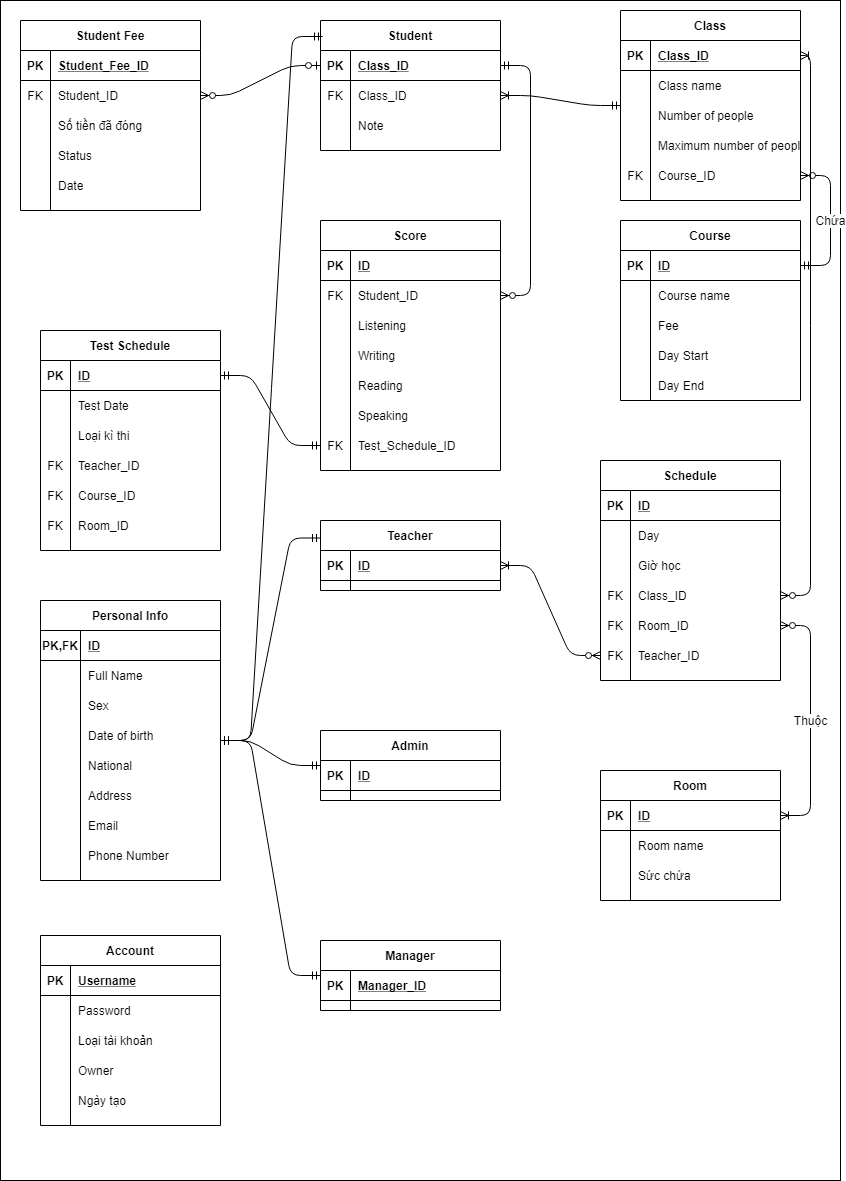 Student Fee
PK Student_Fee_ID
FK Student_ID
Số tiền đã đóng
Status
Date
Student
PK Class_ID
FK Class_ID
Note
Class
PK Class_ID
Class name
Number of people
Maximum number of peopl
FK Course_ID
Chứa
Score
PK ID
FK Student_ID
Listening
Writing
Reading
Speaking
FK Test_Schedule_ID
Course
PK ID
Course name
Fee
Day Start
Day End
Test Schedule
PK ID
Test Date
Loại kì thi
FK Teacher_ID
FK Course_ID
FK Room_ID
Teacher
PK ID
Schedule
PK ID
Day
Giờ học
FK Class_ID
FK Room_ID
FK Teacher_ID
Thuộc
Personal Info
PK,FK ID
Full Name
Sex
Date of birth
National
Address
Email
Phone Number
Admin
PK ID
Room
PK ID
Room name
Sức chứa
Account
PK Username
Password
Loại tài khoản
Owner
Ngày tạo
Manager
PK Manager_ID